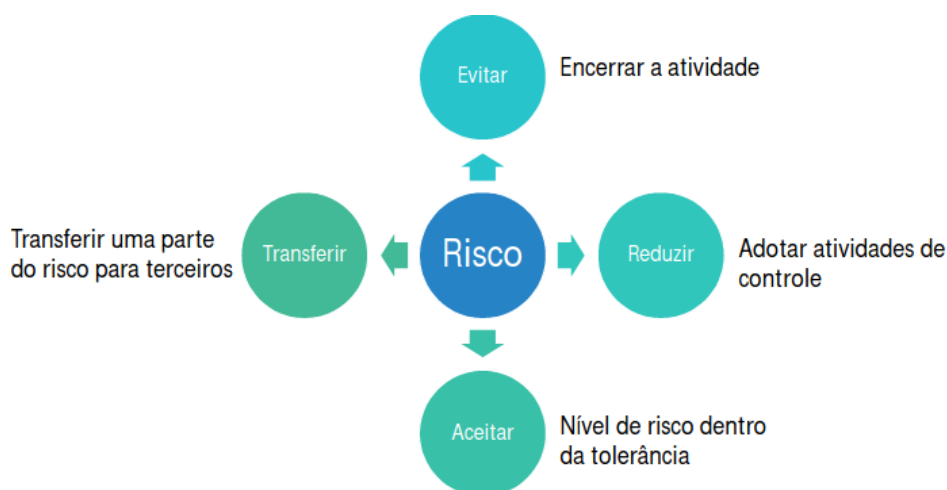 Evitar
Encerrar a atividade
Transferir uma parte
do risco para terceiros
Transferir
Risco
Reduzir
Adotar atividades de
controle
Aceitar
Nível de risco dentro
da tolerância